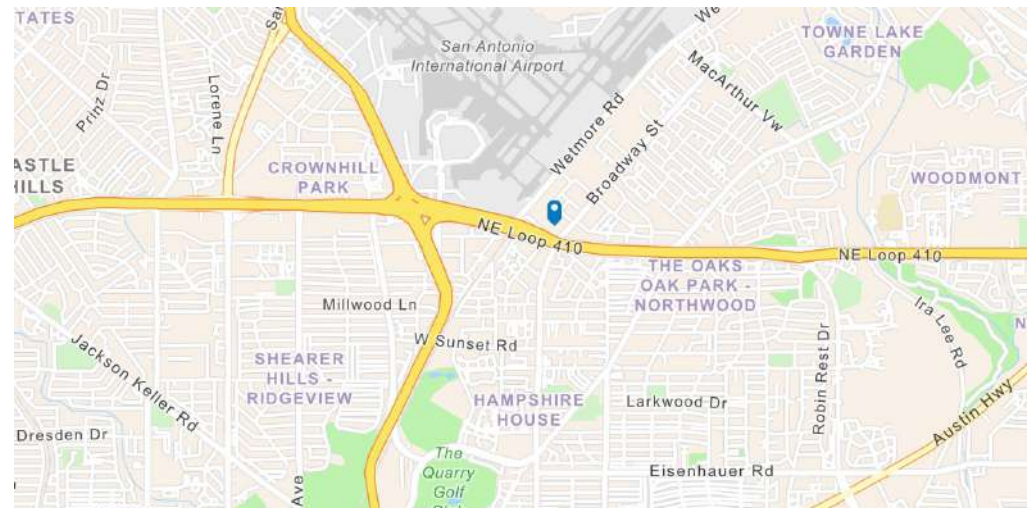 TATES
San
San Antonio
International Airport
We
TOWNE LAKE
GARDEN
Prinz Dr
Lorene Ln
Wetmore Rd
MacArthur Vw
Broadway St
ASTLE
HILLS
CROWNHILL
PARK
WOODMONT
NE Loop 410
NE Loop 410
THE OAKS
OAK PARK -
NORTHWOOD
Millwood Ln
Ira Lee Rd
N
W Sunset Rd
Jackson Keller Rd
SHEARER
HILLS -
RIDGEVIEW
Robin Rest Dr
HAMPSHIRE
HOUSE
Larkwood Dr
Austin Hwy
Dresden Dr
The
Quarry
Golf
Eisenhauer Rd
Ave